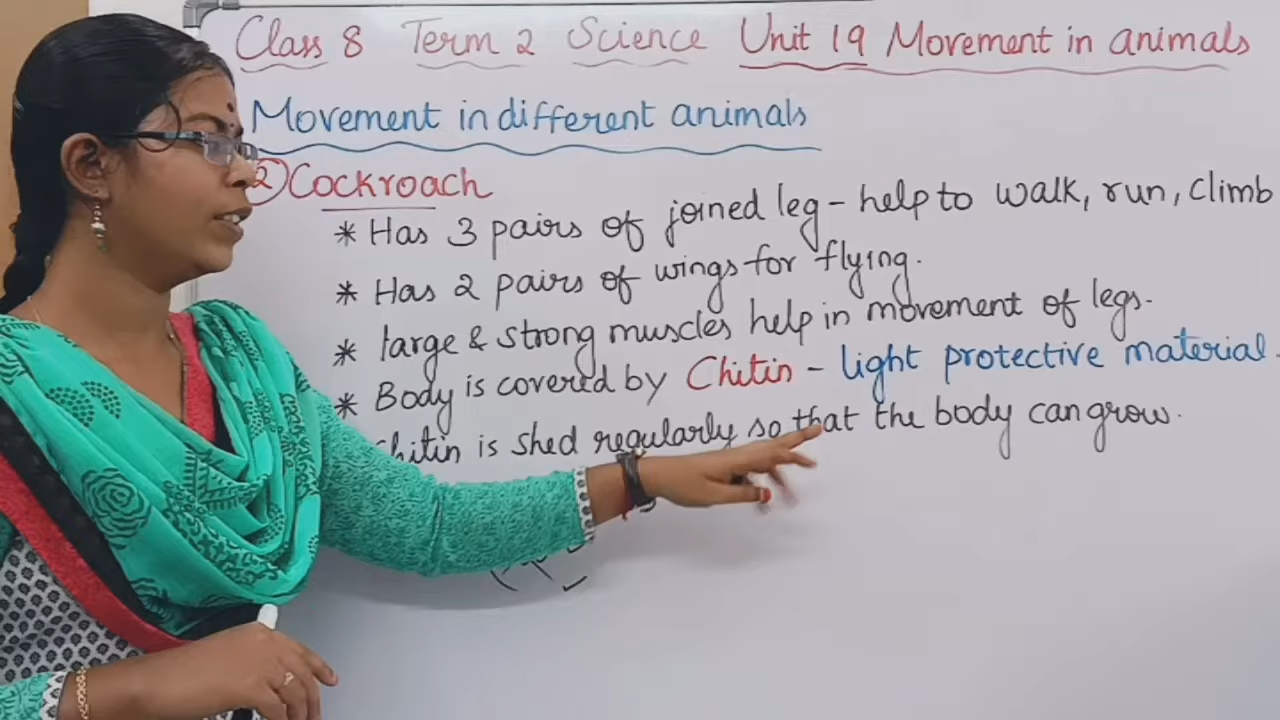 Class 8 Term 2 Science Unit 19 Movement in animals
Movement in different animals
2) Cockroach
* Has 3 pairs of joined leg - help to walk, run, climb
* Has 2 pairs of wings for flying.
* large & strong muscles help in movement of legs.
* Body is covered by Chitin - light protective material.
Chitin is shed regularly so that the body can grow.